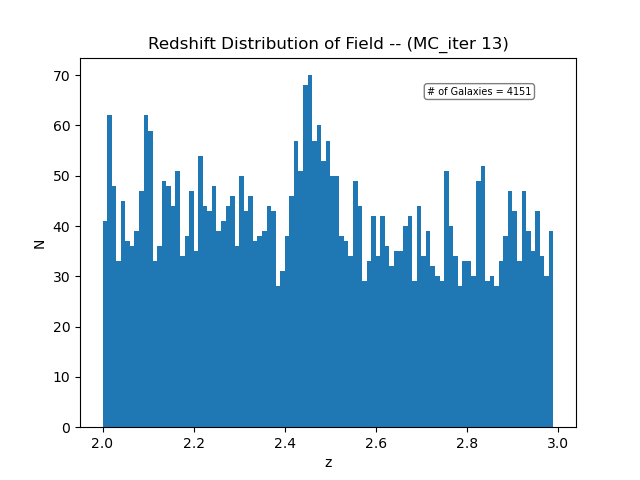 Redshift Distribution of Field -- (MC_iter 13)
# of Galaxies = 4151
70
60
50
40
30
20
10
0
N
2.0 2.2 2.4 2.6 2.8 3.0
z